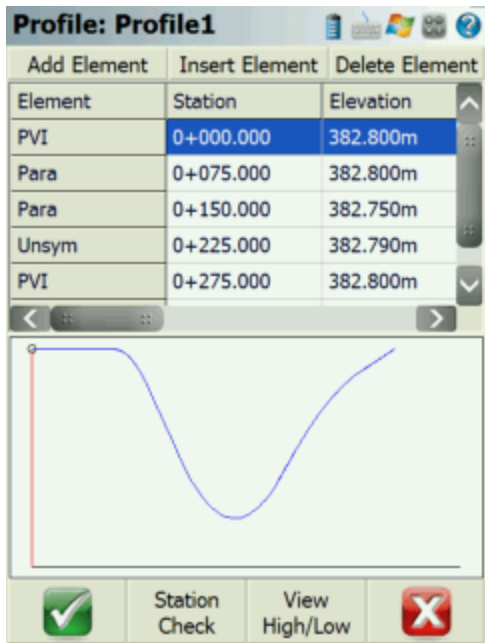 Profile: Profile1
Add Element Insert Element Delete Element
Element Station Elevation
PVI 0+000.000 382.800m
Para 0+075.000 382.800m
Para 0+150.000 382.750m
Unsym 0+225.000 382.790m
PVI 0+275.000 382.800m
Station Check
View High/Low